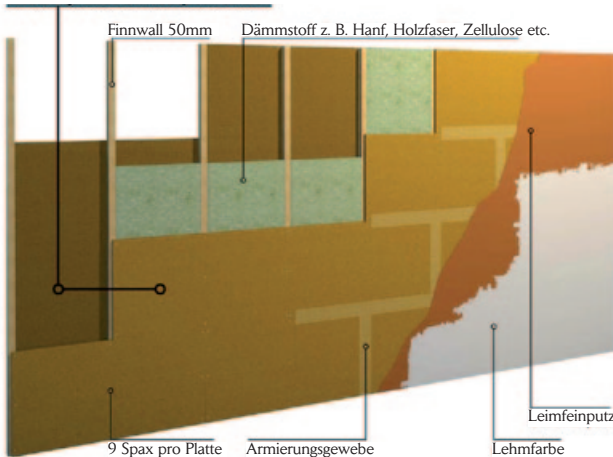 Finnwall 50mm
Dämmstoff z. B. Hanf, Holzfaser, Zellulose etc.
Leimfeinputz
9 Spax pro Platte
Armierungsgewebe
Lehmfarbe